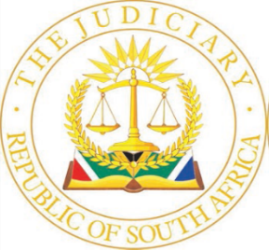 · THE JUDICIARY ·
REPUBLIC OF SOUTH AFRICA